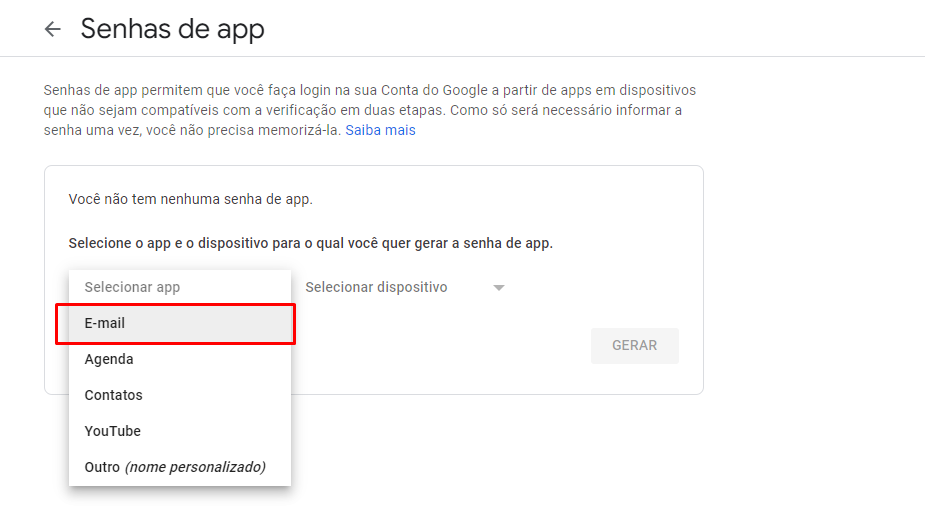 Senhas de app
Senhas de app permitem que você faça login na sua Conta do Google a partir de apps em dispositivos
que não sejam compatíveis com a verificação em duas etapas. Como só será necessário informar a
senha uma vez, você não precisa memorizá-la. Saiba mais
Você não tem nenhuma senha de app.
Selecione o app e o dispositivo para o qual você quer gerar a senha de app.
Selecionar app
Selecionar dispositivo
E-mail
Agenda
Contatos
YouTube
Outro (nome personalizado)
GERAR